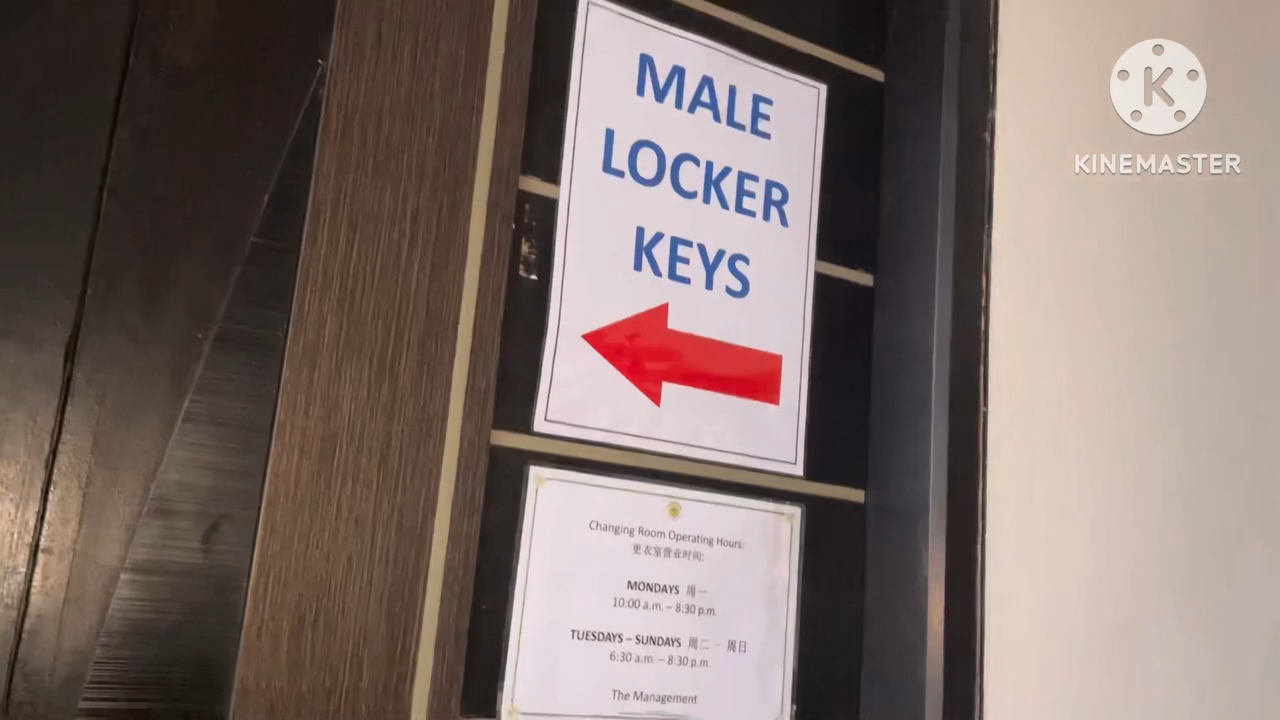 MALE
LOCKER
KEYS
Changing Room Operating Hours:
更衣室营业时间:
MONDAYS 周一
10:00 a.m. – 8:30 p.m.
TUESDAYS – SUNDAYS 周二 – 周日
6:30 a.m. – 8:30 p.m.
The Management
K
KINEMASTER